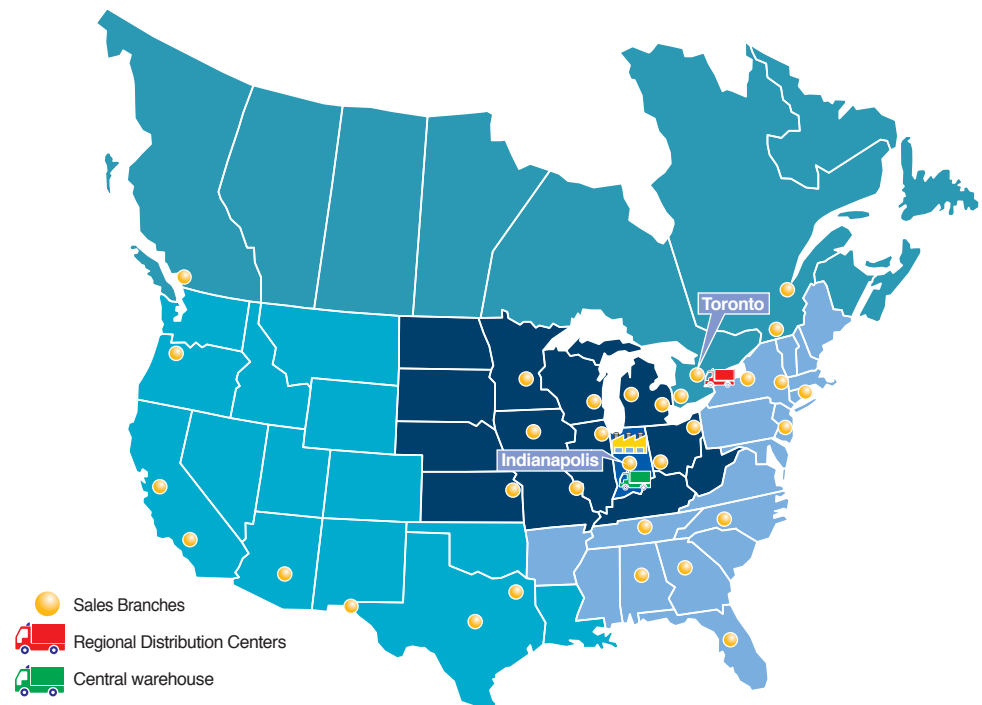 Toronto
Indianapolis
Sales Branches
Regional Distribution Centers
Central warehouse